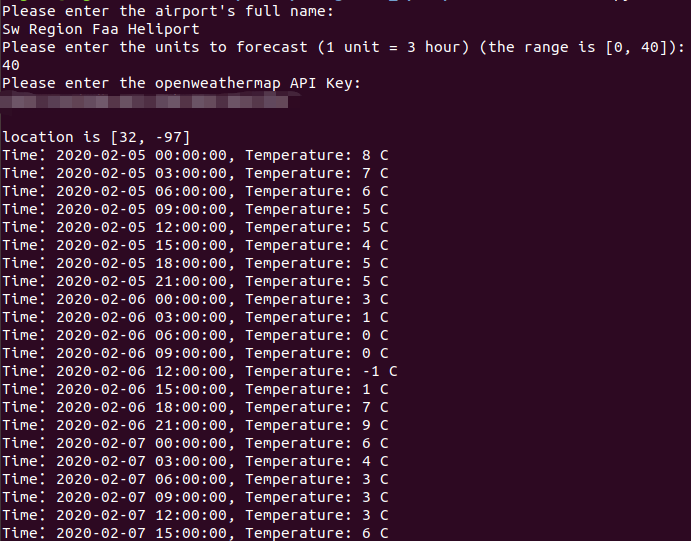 Please enter the airport's full name:
Sw Region Faa Heliport
Please enter the units to forecast (1 unit = 3 hour) (the range is [0, 40]):
40
Please enter the openweathermap API Key:
location is [32, -97]
Time: 2020-02-05 00:00:00, Temperature: 8 C
Time: 2020-02-05 03:00:00, Temperature: 7 C
Time: 2020-02-05 06:00:00, Temperature: 6 C
Time: 2020-02-05 09:00:00, Temperature: 5 C
Time: 2020-02-05 12:00:00, Temperature: 5 C
Time: 2020-02-05 15:00:00, Temperature: 4 C
Time: 2020-02-05 18:00:00, Temperature: 5 C
Time: 2020-02-05 21:00:00, Temperature: 5 C
Time: 2020-02-06 00:00:00, Temperature: 3 C
Time: 2020-02-06 03:00:00, Temperature: 1 C
Time: 2020-02-06 06:00:00, Temperature: 0 C
Time: 2020-02-06 09:00:00, Temperature: 0 C
Time: 2020-02-06 12:00:00, Temperature: -1 C
Time: 2020-02-06 15:00:00, Temperature: 1 C
Time: 2020-02-06 18:00:00, Temperature: 7 C
Time: 2020-02-06 21:00:00, Temperature: 9 C
Time: 2020-02-07 00:00:00, Temperature: 6 C
Time: 2020-02-07 03:00:00, Temperature: 4 C
Time: 2020-02-07 06:00:00, Temperature: 3 C
Time: 2020-02-07 09:00:00, Temperature: 3 C
Time: 2020-02-07 12:00:00, Temperature: 3 C
Time: 2020-02-07 15:00:00, Temperature: 6 C